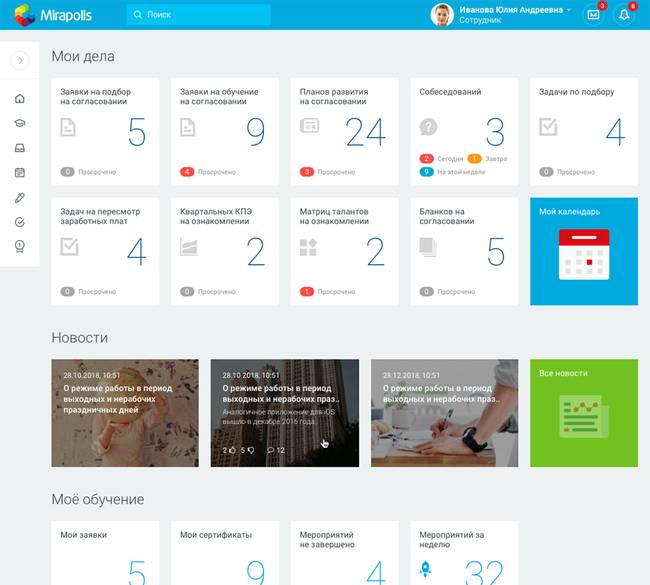 Mirapolis
Поиск
Иванова Юлия Андреевна
Сотрудник
3
8
Мои дела
Заявки на подбор
на согласовании
5
0 Просрочено
Заявки на обучение
на согласовании
9
4 Просрочено
Планов развития
на согласовании
24
3 Просрочено
Собеседований
3
2 Сегодня 1 Завтра
9 На этой неделе
Задачи по подбору
4
0 Просрочено
Задач на пересмотр
заработных плат
4
0 Просрочено
Квартальных КПЭ
на ознакомлении
2
0 Просрочено
Матриц талантов
на ознакомлении
2
1 Просрочено
Бланков на
согласовании
5
0 Просрочено
Мой календарь
Новости
28.10.2018, 10:51
О режиме работы в период
выходных и нерабочих
праздничных дней
28.10.2018, 10:51
О режиме работы в период
выходных и нерабочих праз..
Аналогичное приложение для iOS
вышло в декабре 2016 года
2 5 12
28.12.2018, 10:51
О режиме работы в период
выходных и нерабочих праз..
Все новости
Моё обучение
Мои заявки
5
Мои сертификаты
9
Мероприятий
не завершено
4
Мероприятий за
неделю
32